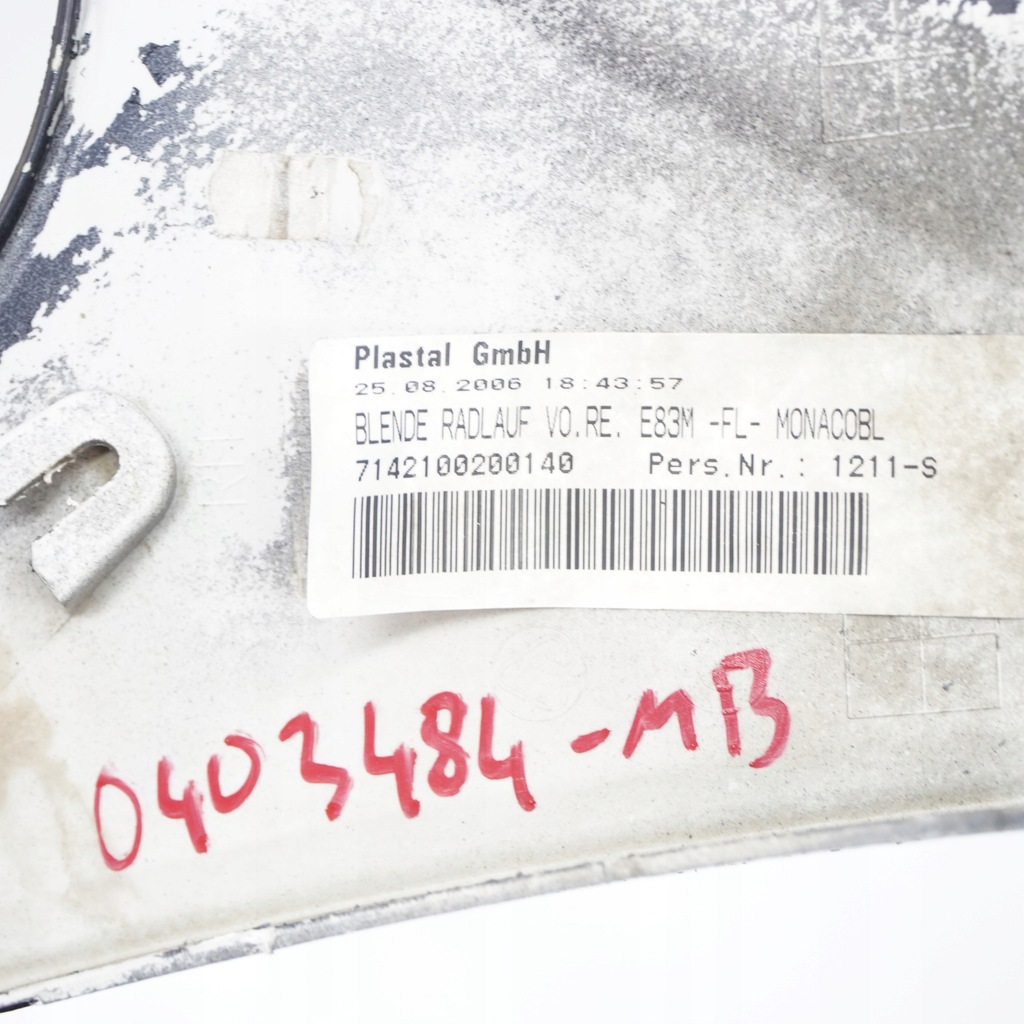 Plastal GmbH
25.08.2006 18:43:57
BLENDE RADLAUF VO.RE. E83M -FL- MONACOBL
7142100200140 Pers.Nr.: 1211-S
0403484-MB